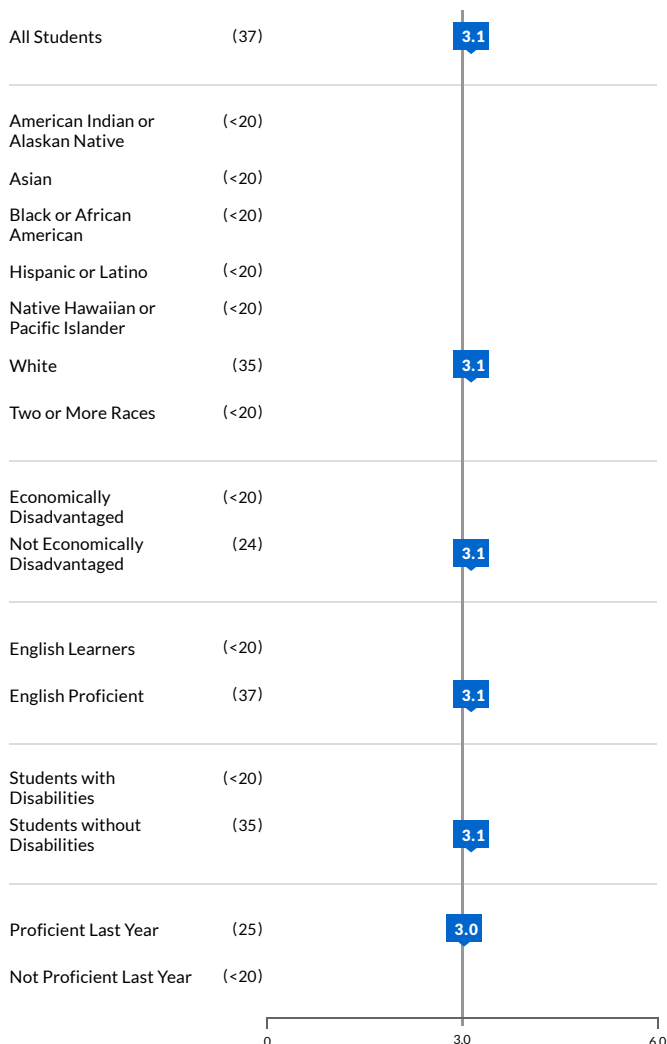 All Students (37) 3.1
American Indian or (<20)
Alaskan Native
Asian (<20)
Black or African (<20)
American
Hispanic or Latino (<20)
Native Hawaiian or (<20)
Pacific Islander
White (35) 3.1
Two or More Races (<20)
Economically (<20)
Disadvantaged
Not Economically (24) 3.1
Disadvantaged
English Learners (<20)
English Proficient (37) 3.1
Students with (<20)
Disabilities
Students without (35) 3.1
Disabilities
Proficient Last Year (25) 3.0
Not Proficient Last Year (<20)
0 3.0 6.0